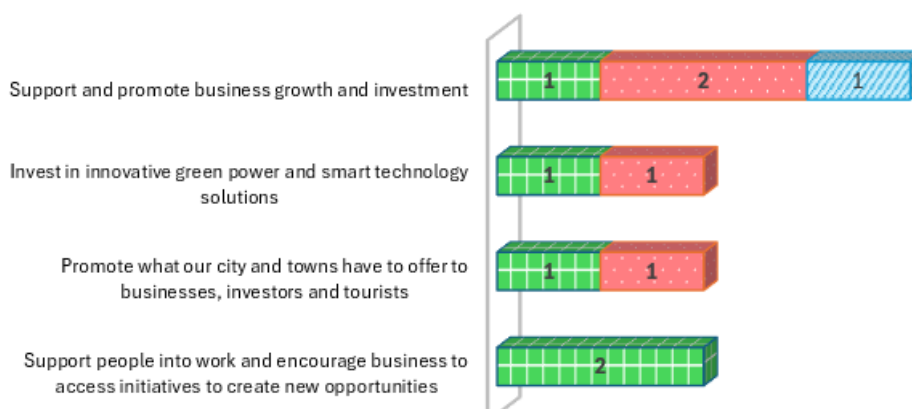 Support and promote business growth and investment
1 2 1
Invest in innovative green power and smart technology
solutions
1 1
Promote what our city and towns have to offer to
businesses, investors and tourists
1 1
Support people into work and encourage business to
access initiatives to create new opportunities
2